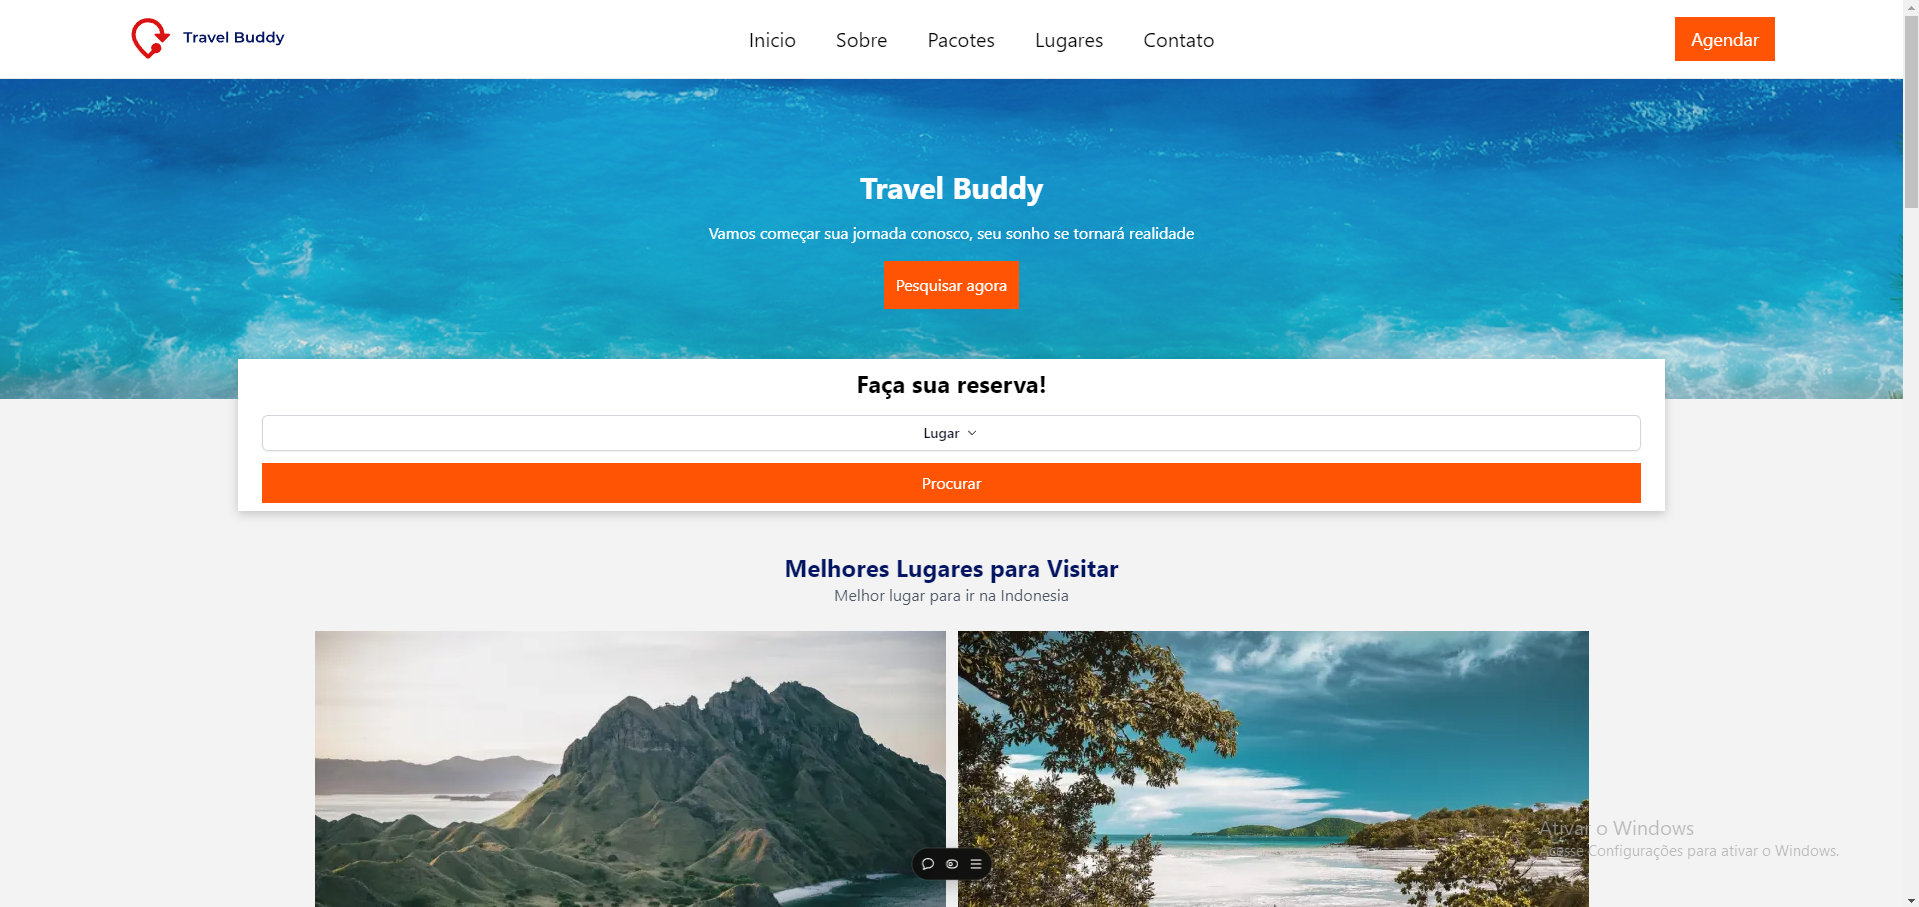 Travel Buddy
Inicio Sobre Pacotes Lugares Contato
Agendar
Travel Buddy
Vamos começar sua jornada conosco, seu sonho se tornará realidade
Pesquisar agora
Faça sua reserva!
Lugar
Procurar
Melhores Lugares para Visitar
Melhor lugar para ir na Indonesia
Ativar o Windows
Acesse Configurações para ativar o Windows.